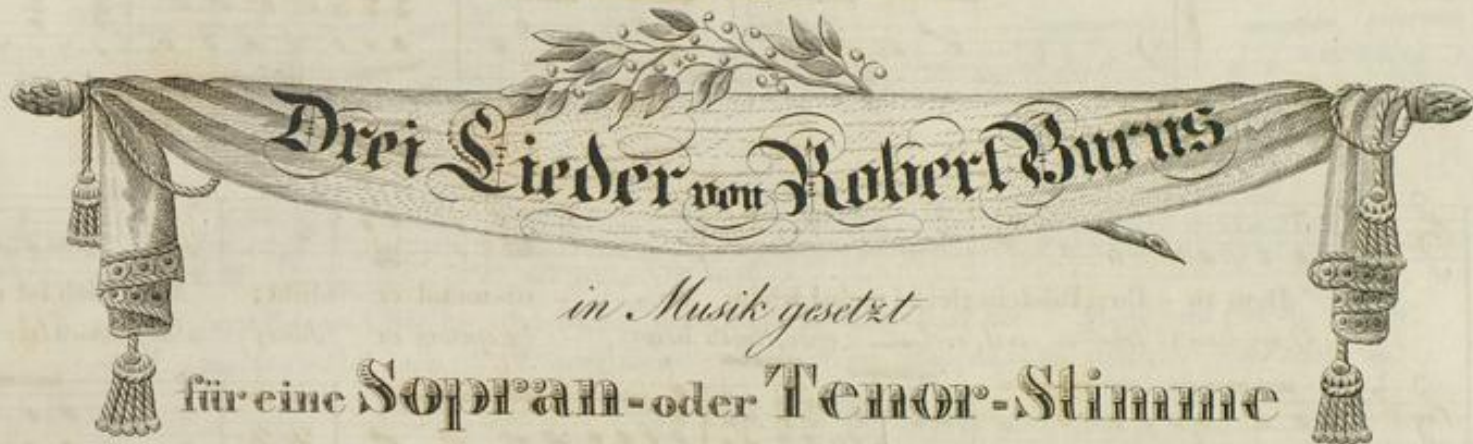 Drei Lieder von Robert Burns
in Musik gesetzt
für eine Sopran-oder Tenor-Stimme